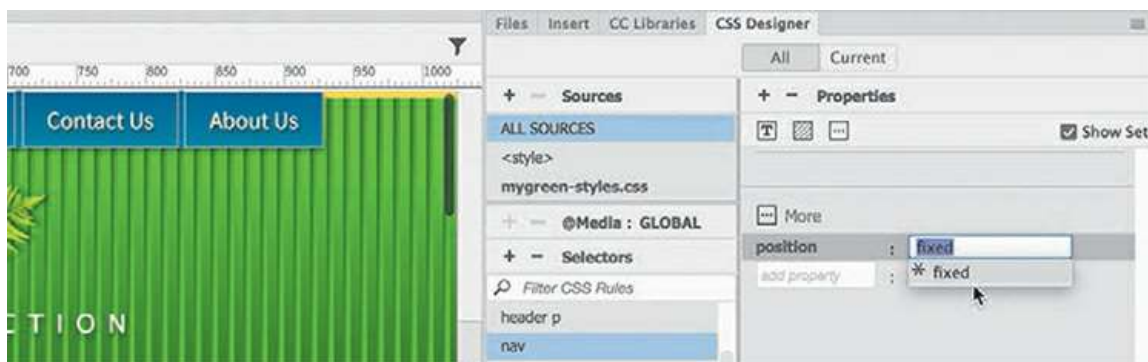 Files Insert CC Libraries CSS Designer
All Current
700 750 800 850 900 950 1000
+ − Sources
+ − Properties
Contact Us About Us
ALL SOURCES
T Show Set
<style>
mygreen-styles.css
More
+ − @Media : GLOBAL
position : fixed
+ − Selectors
add property : * fixed
Filter CSS Rules
TION
header p
nav